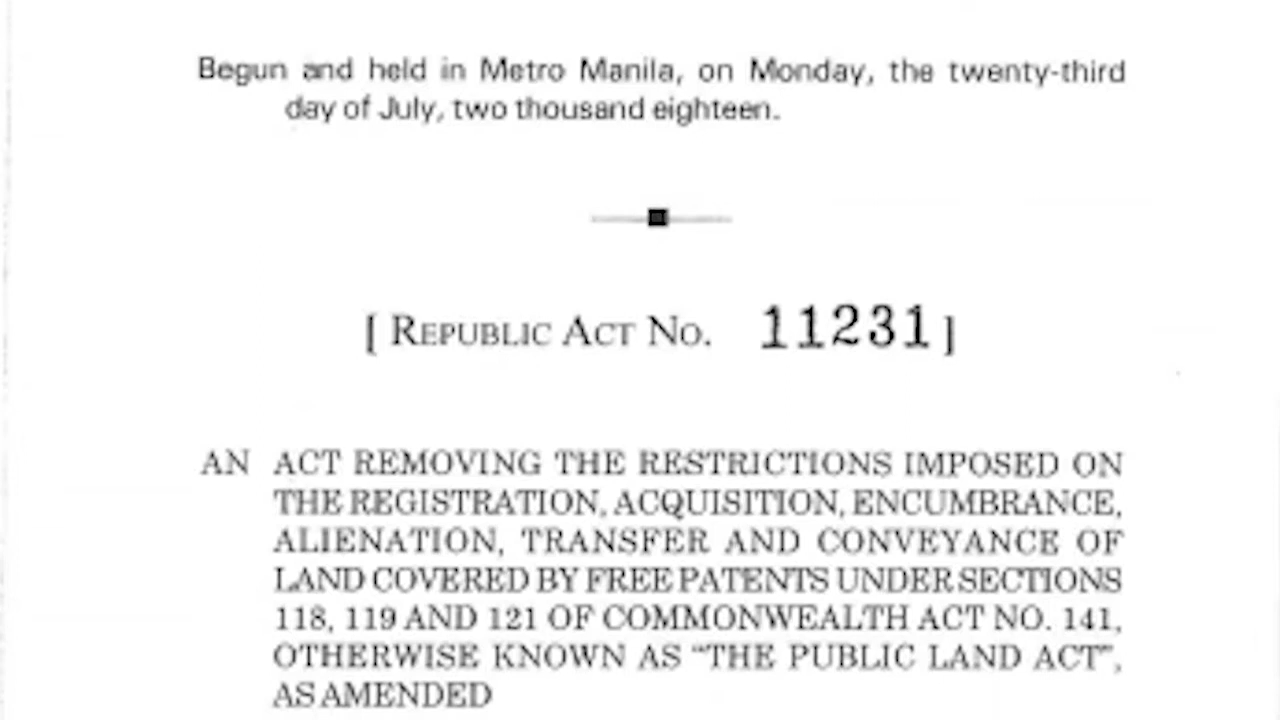 Begun and held in Metro Manila, on Monday, the twenty-third
day of July, two thousand eighteen.
[ REPUBLIC ACT NO. 11231 ]
AN ACT REMOVING THE RESTRICTIONS IMPOSED ON
THE REGISTRATION, ACQUISITION, ENCUMBRANCE,
ALIENATION, TRANSFER AND CONVEYANCE OF
LAND COVERED BY FREE PATENTS UNDER SECTIONS
118, 119 AND 121 OF COMMONWEALTH ACT NO. 141,
OTHERWISE KNOWN AS “THE PUBLIC LAND ACT”,
AS AMENDED